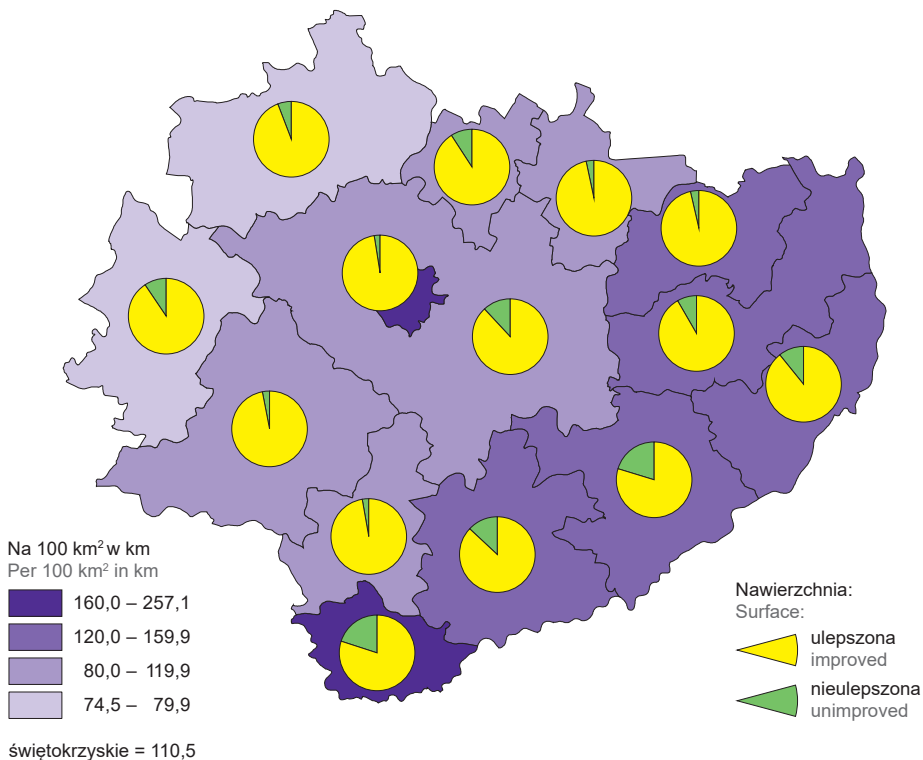 Na 100 km² w km
Per 100 km² in km
160,0 – 257,1
120,0 – 159,9
80,0 – 119,9
74,5 – 79,9
świętokrzyskie = 110,5
Nawierzchnia:
Surface:
ulepszona
improved
nieulepszona
unimproved